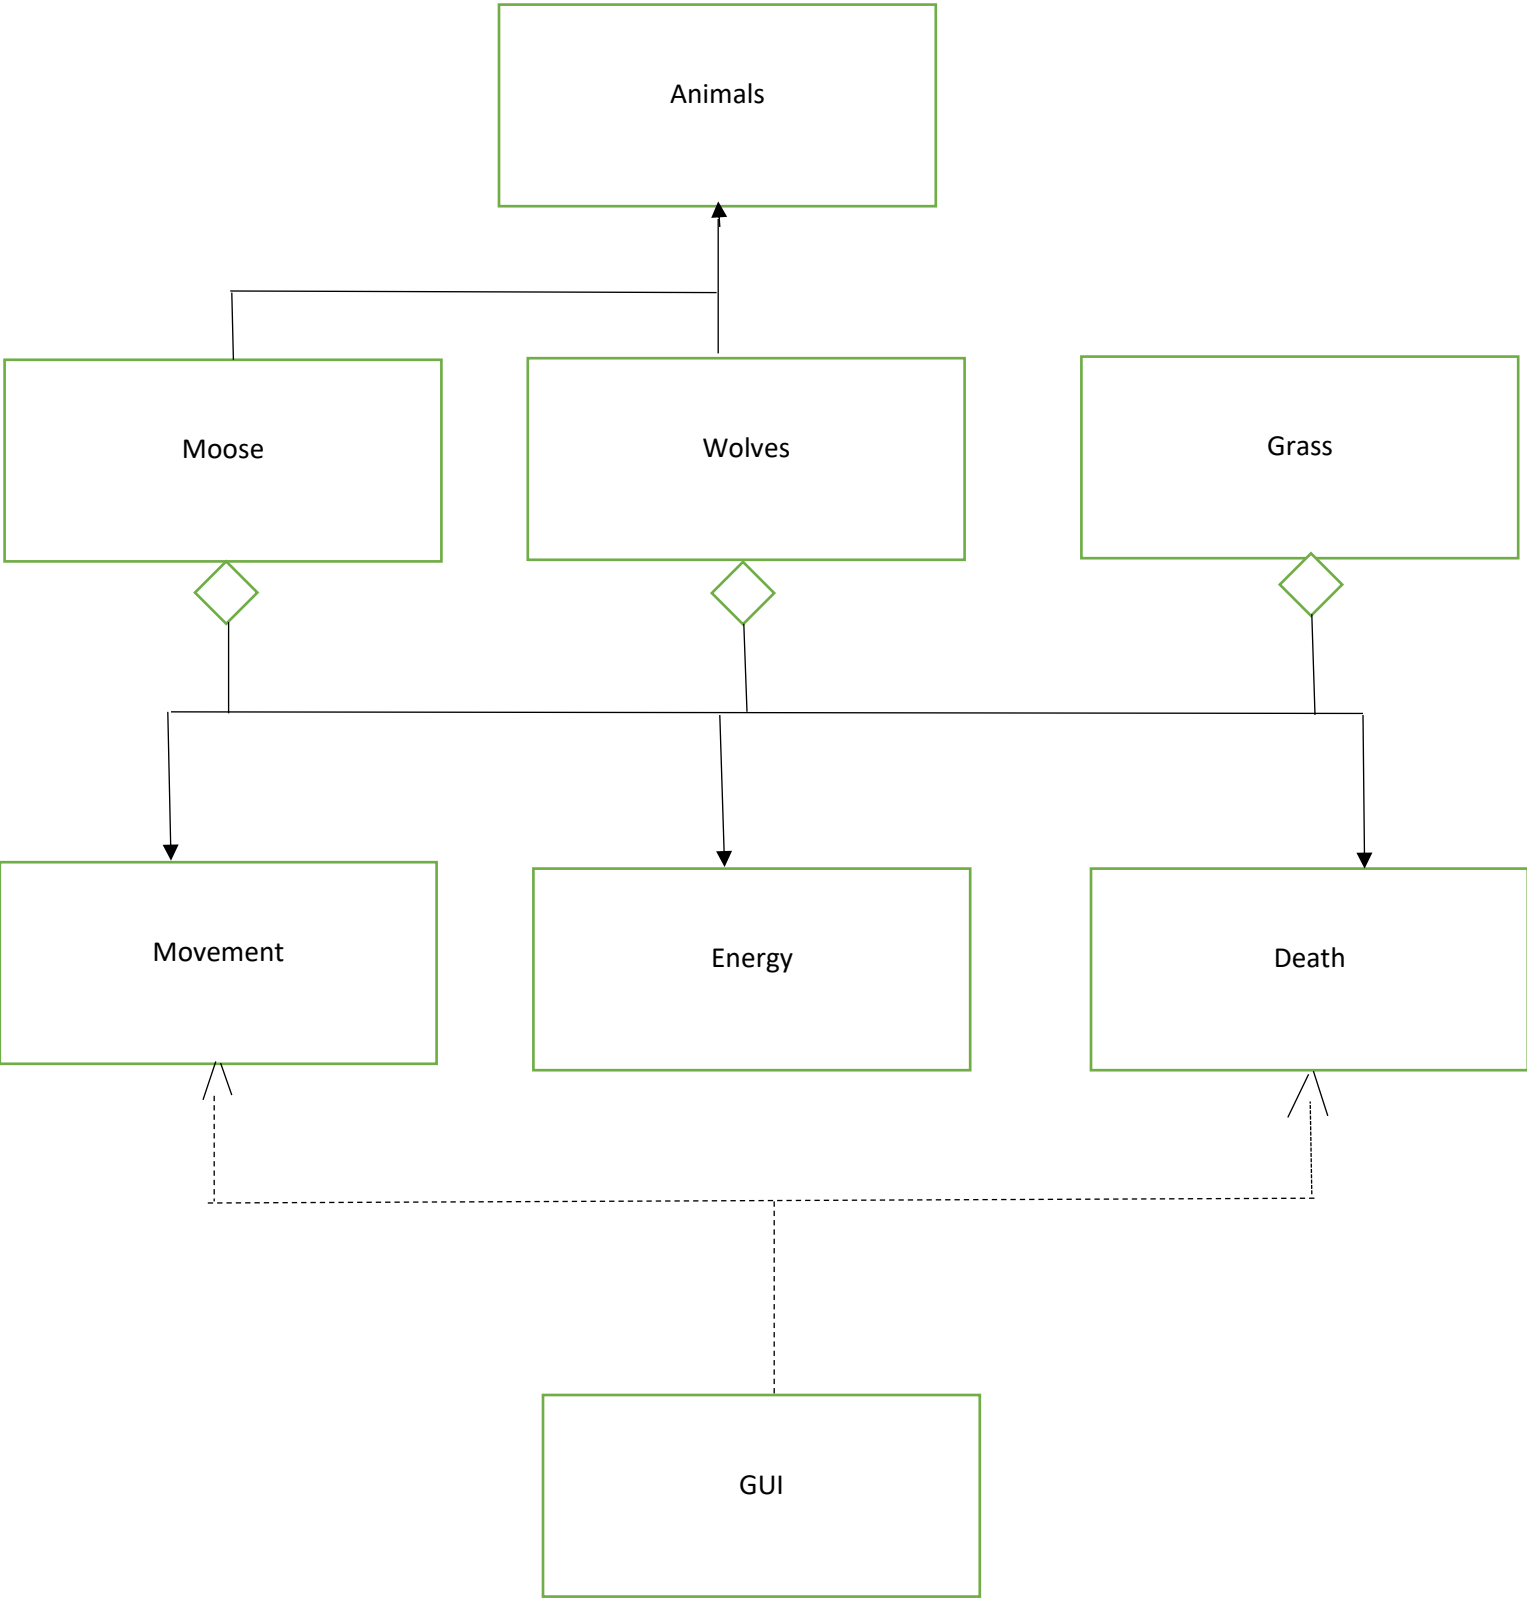 Animals
Moose
Wolves
Grass
Movement
Energy
Death
GUI